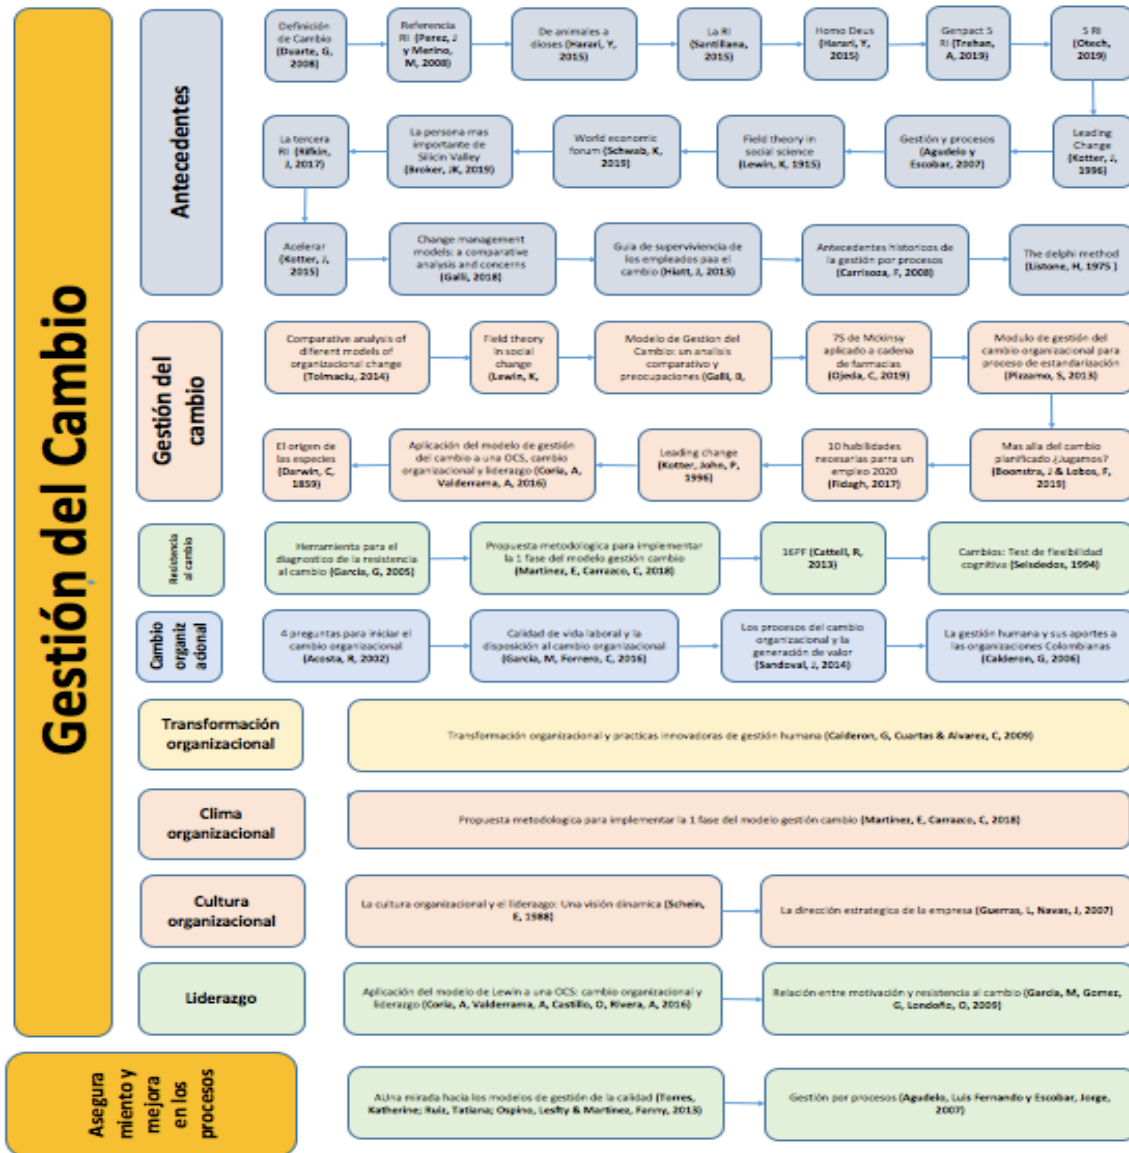 Gestión del Cambio
Antecedentes
Definición
de Cambio
(Duarte, G,
2008)
Referencia
RI (Perez, J
y Merino,
M, 2008)
De animales a
dioses (Harari, Y,
2015)
La RI
(Santillana,
2015)
Homo Deus
(Harari, Y,
2015)
Genpact 5
RI (Trehan,
A, 2019)
5 RI
(Otech,
2019)
La tercera
RI (Rifkin,
J, 2017)
La persona mas
importante de
Silicin Valley
(Broker, JK, 2019)
World economic
forum (Schwab, K,
2019)
Field theory in
social science
(Lewin, K, 1915)
Gestión y procesos
(Agudelo y
Escobar, 2007)
Leading
Change
(Kotter, J,
1996)
Acelerar
(Kotter, J,
2015)
Change management
models: a comparative
analysis and concerns
(Galli, 2018)
Guia de superviviencia de
los empleados paa el
cambio (Hiatt, J, 2013)
Antecedentes historicos de
la gestión por procesos
(Carrisoza, F, 2008)
The delphi method
(Listone, H, 1975 )
Gestión del
cambio
Comparative analysis of
diferent models of
organizational change
(Tolmaciu, 2014)
Field theory
in social
change
(Lewin, K,
Modelo de Gestion del
Cambio: un analisis
comparativo y
preocupaciones (Galli, B,
7S de Mckinsy
aplicado a cadena
de farmacias
(Ojeda, C, 2019)
Modulo de gestión del
cambio organizacional para
proceso de estandarización
(Pizzarno, S, 2013)
El origen de
las especies
(Darwin, C,
1859)
Aplicación del modelo de gestión
del cambio a una OCS, cambio
organizacional y liderazgo (Coria, A,
Valderrama, A, 2016)
Leading change
(Kotter, John, P,
1996)
10 habilidades
necesarias parra un
empleo 2020
(Fidagh, 2017)
Mas alla del cambio
planificado ¿Jugamos?
(Boonstra, J & Lobos, F,
2019)
Resistencia
al cambio
Herramienta para el
diagnostico de la resistencia
al cambio (Garcia, G, 2005)
Propuesta metodologica para implementar
la 1 fase del modelo gestión cambio
(Martinez, E, Carrazco, C, 2018)
16PF (Cattell, R,
2013)
Cambios: Test de flexibilidad
cognitiva (Seisdedos, 1994)
Cambio
organiz
acional
4 preguntas para iniciar el
cambio organizacional
(Acosta, R, 2002)
Calidad de vida laboral y la
disposición al cambio organizacional
(Garcia, M, Forrero, C, 2016)
Los procesos del cambio
organizacional y la
generación de valor
(Sandoval, J, 2014)
La gestión humana y sus aportes a
las organizaciones Colombianas
(Calderon, G, 2006)
Transformación
organizacional
Transformación organizacional y practicas innovadoras de gestión humana (Calderon, G, Cuartas & Alvarez, C, 2009)
Clima
organizacional
Propuesta metodologica para implementar la 1 fase del modelo gestión cambio (Martinez, E, Carrazco, C, 2018)
Cultura
organizacional
La cultura organizacional y el liderazgo: Una visión dinamica (Schein,
E, 1988)
La dirección estrategica de la empresa (Guerras, L, Navas, J, 2007)
Liderazgo
Aplicación del modelo de Lewin a una OCS: cambio organizacional y
liderazgo (Coria, A, Valderrama, A, Castillo, O, Rivera, A, 2016)
Relación entre motivación y resistencia al cambio (Garcia, M, Gomez,
G, Londoño, O, 2009)
Asegura
miento y
mejora
en los
procesos
AUna mirada hacia los modelos de gestión de la calidad (Torres,
Katherine; Ruiz, Tatiana; Ospino, Leslfty & Martinez, Fanny, 2013)
Gestión por procesos (Agudelo, Luis Fernando y Escobar, Jorge,
2007)